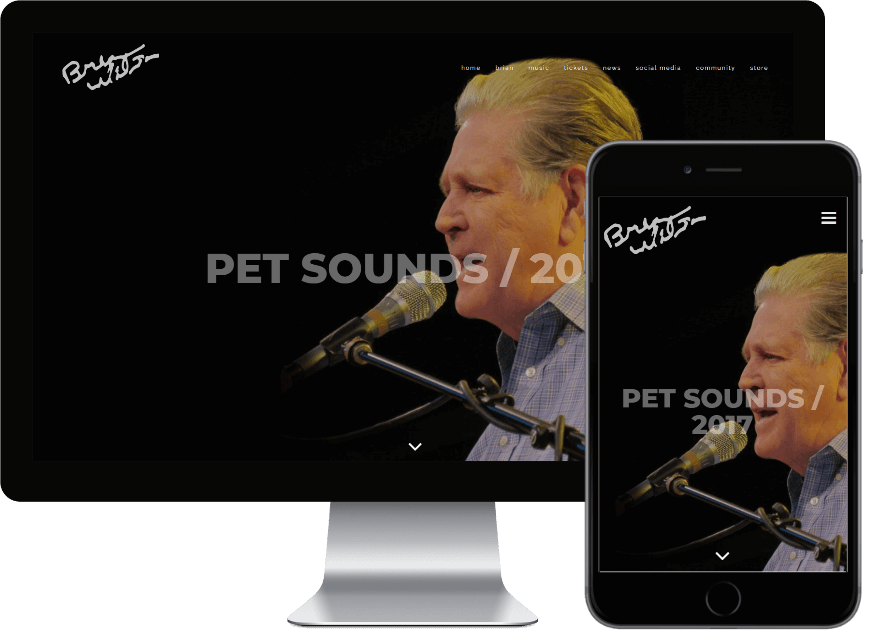 Brian Wilson
home brian music tickets news social media community store
PET SOUNDS / 20
Brian Wilson
PET SOUNDS /
2017